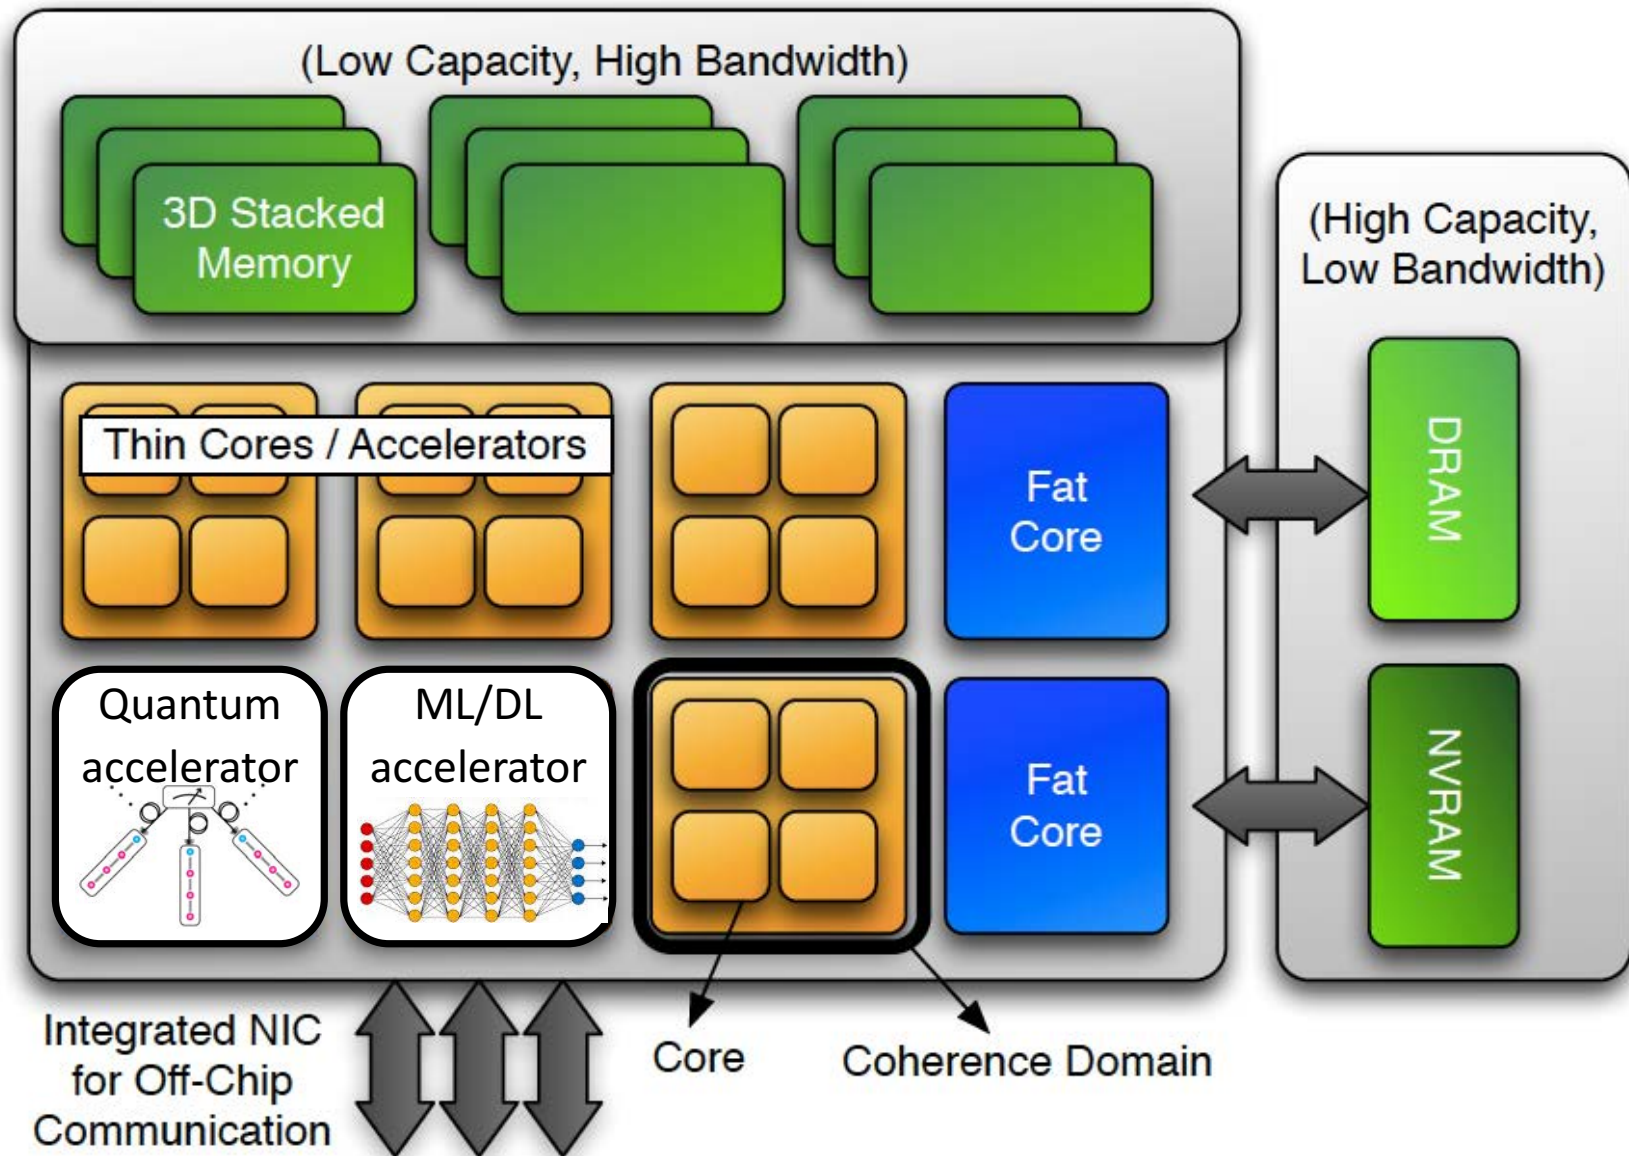 (Low Capacity, High Bandwidth)
3D Stacked
Memory
(High Capacity,
Low Bandwidth)
Thin Cores / Accelerators
Fat
Core
DRAM
Quantum
accelerator
ML/DL
accelerator
Fat
Core
NVRAM
Integrated NIC
for Off-Chip
Communication
Core
Coherence Domain